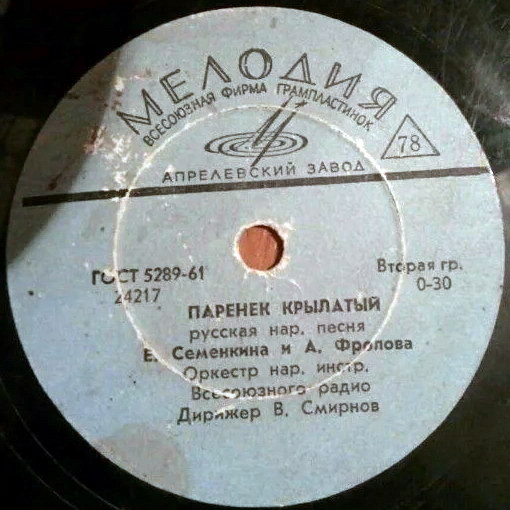 МЕЛОДИЯ
ВСЕСОЮЗНАЯ ФИРМА ГРАМПЛАСТИНОК
78
АПРЕЛЕВСКИЙ ЗАВОД
ГОСТ 5289-61
24217
Вторая гр.
0-30
ПАРЕНЕК КРЫЛАТЫЙ
русская нар. песня
Е. Семенкина и А. Фролова
Оркестр нар. инстр.
Всесоюзного радио
Дирижер В. Смирнов